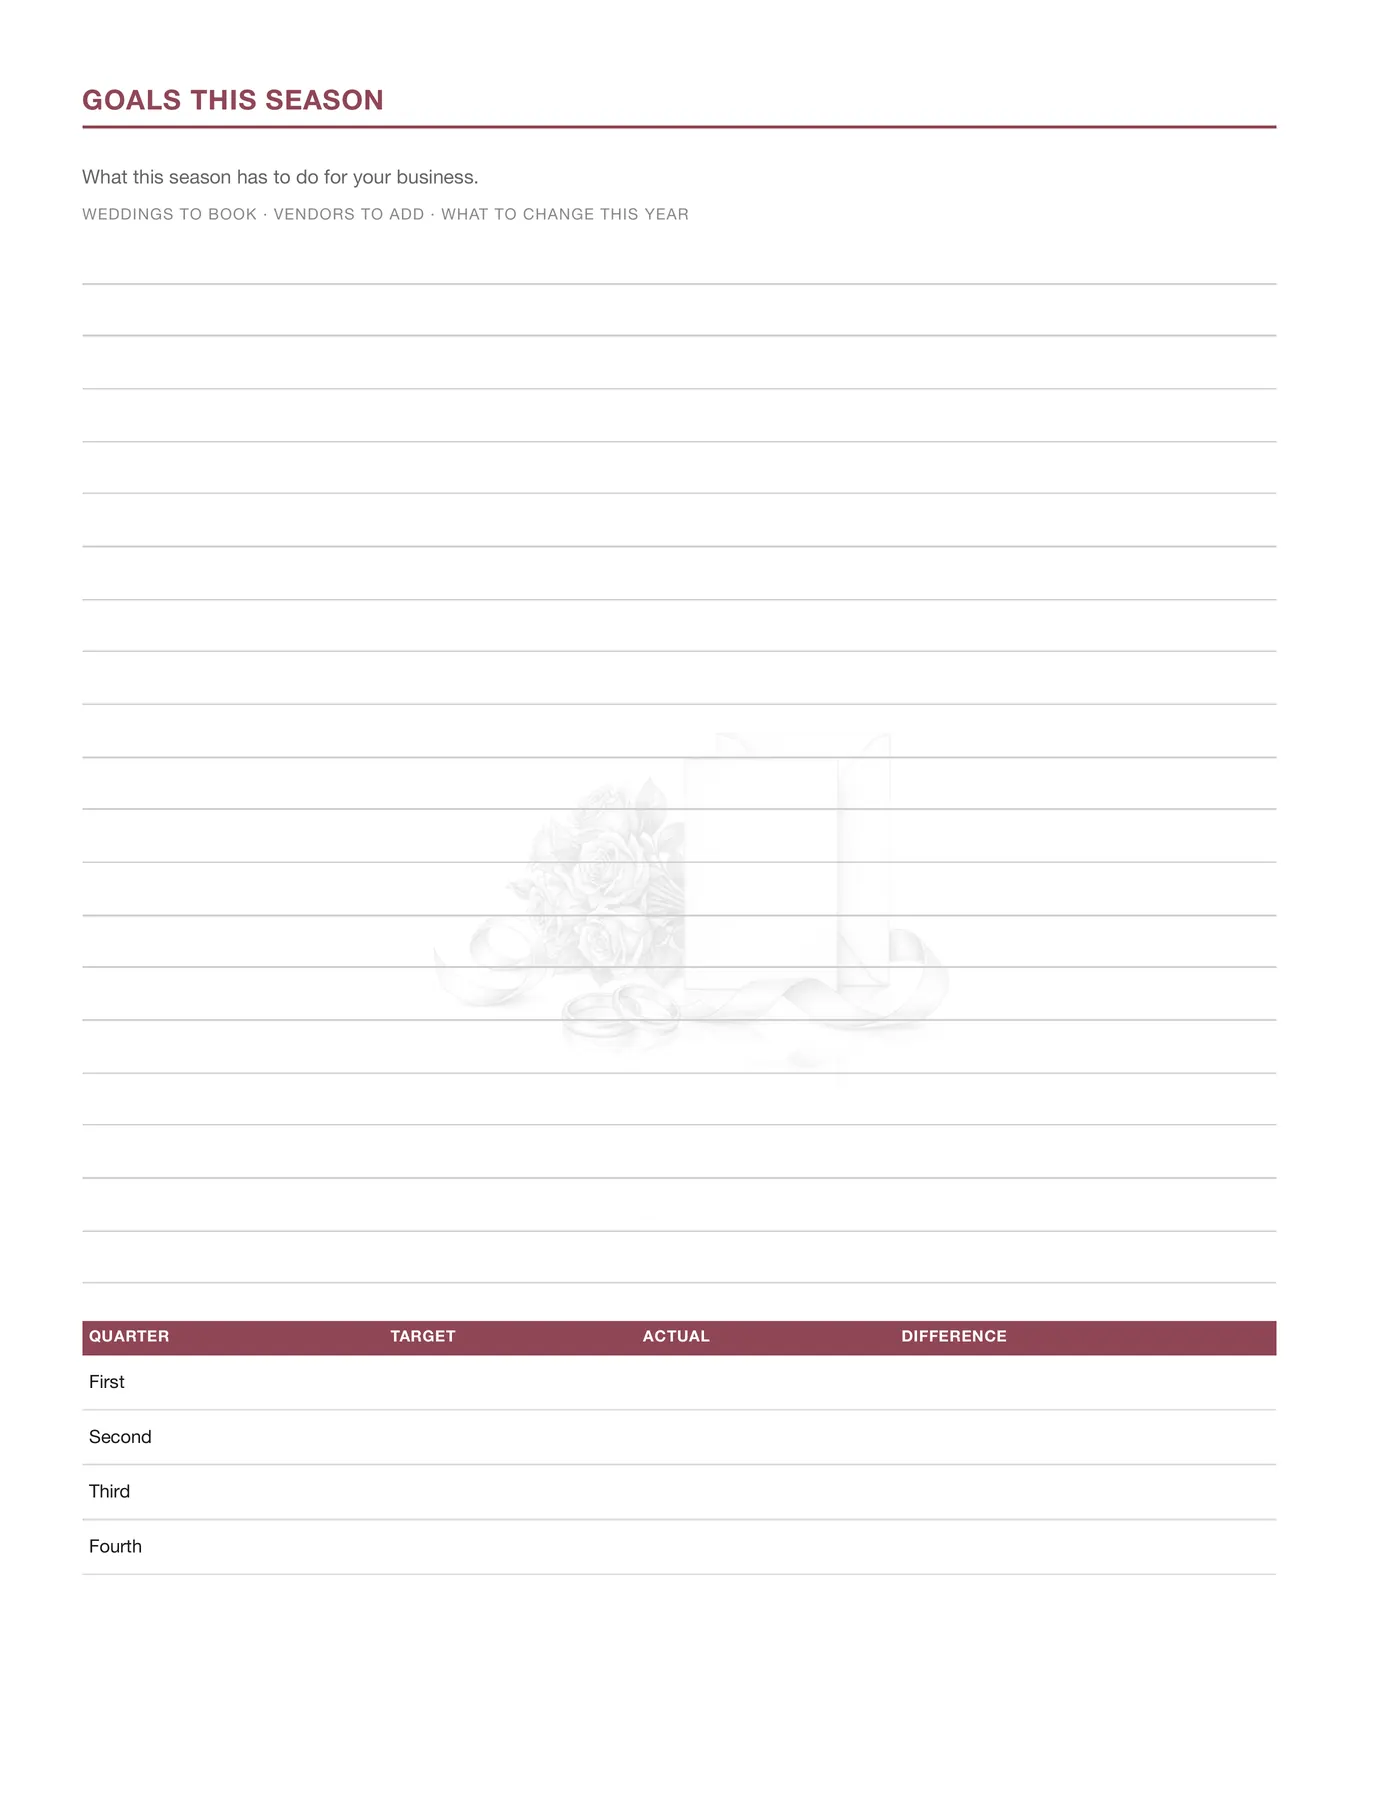 GOALS THIS SEASON
What this season has to do for your business.
WEDDINGS TO BOOK · VENDORS TO ADD · WHAT TO CHANGE THIS YEAR
QUARTER TARGET ACTUAL DIFFERENCE
First
Second
Third
Fourth